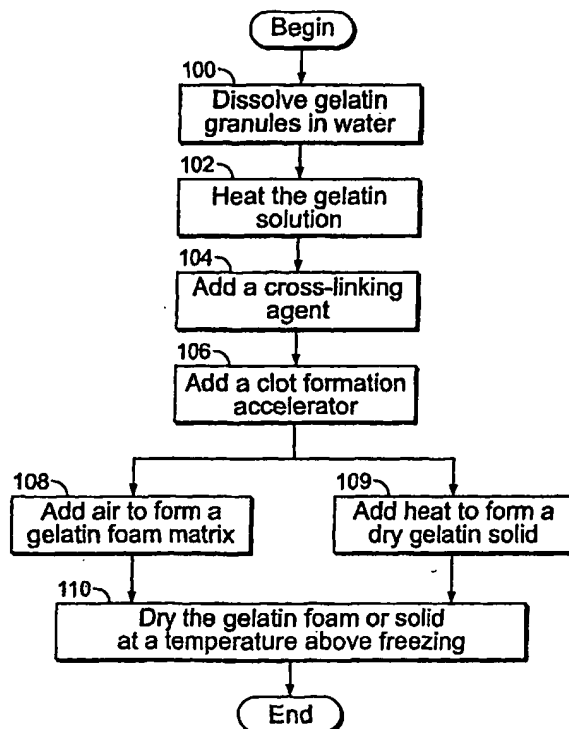 Begin
100
Dissolve gelatin
granules in water
102
Heat the gelatin
solution
104
Add a cross-linking
agent
106
Add a clot formation
accelerator
108
Add air to form a
gelatin foam matrix
109
Add heat to form a
dry gelatin solid
110
Dry the gelatin foam or solid
at a temperature above freezing
End